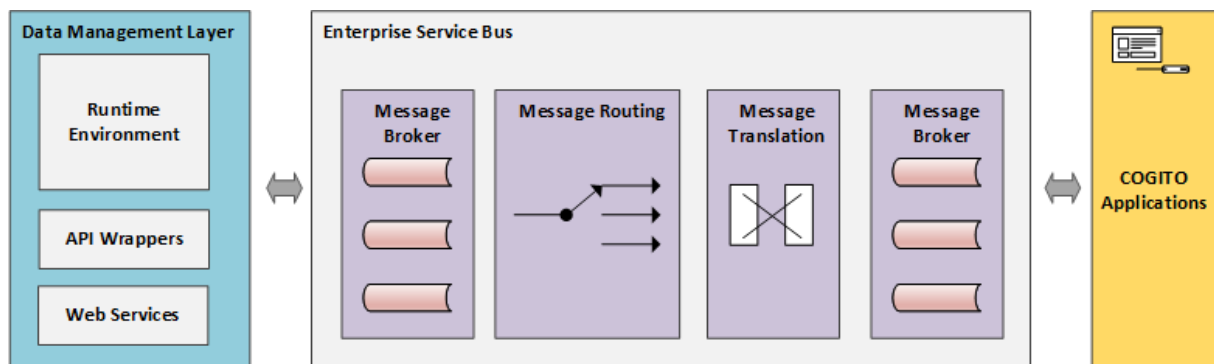 Data Management Layer
Runtime
Environment
API Wrappers
Web Services
Enterprise Service Bus
Message
Broker
Message Routing
Message
Translation
Message
Broker
COGITO
Applications